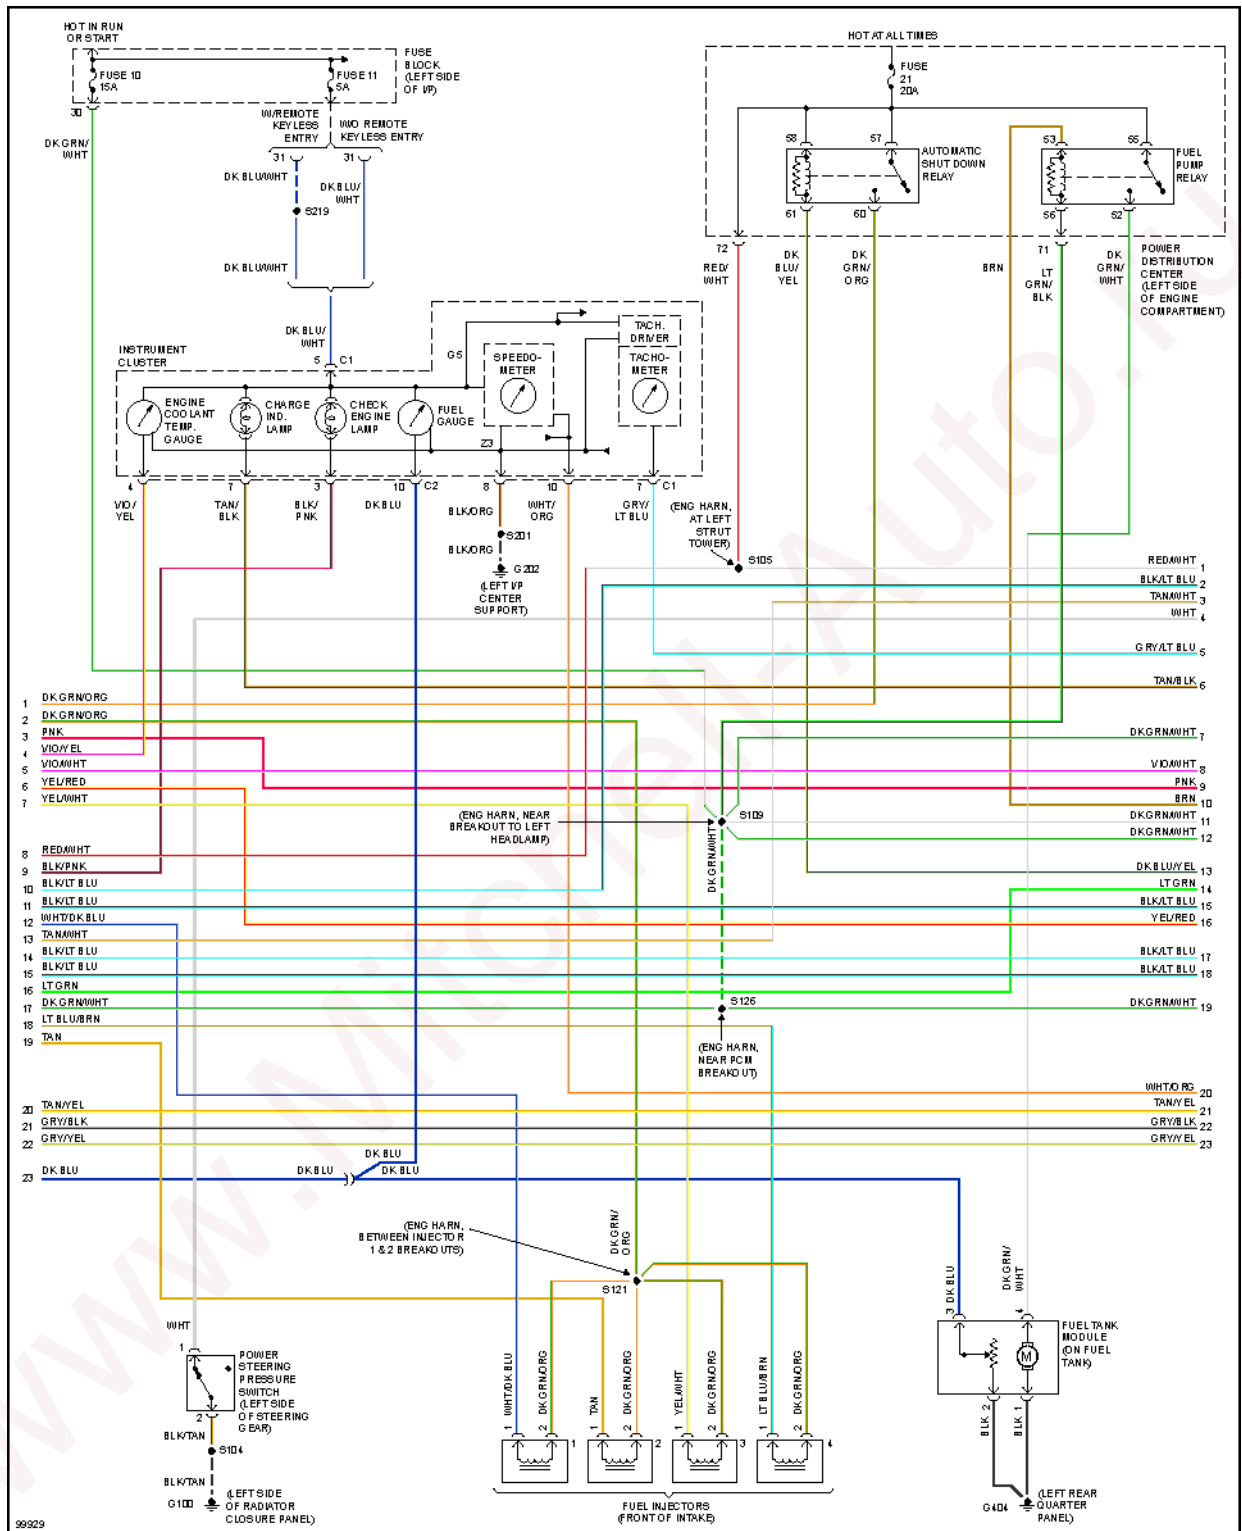 HOT IN RUN
OR START
FUSE 10
15A
FUSE 11
5A
FUSE
BLOCK
(LEFT SIDE
OF I/P)
30
W/REMOTE
KEYLESS
ENTRY
W/O REMOTE
KEYLESS ENTRY
DK GRN/
WHT
31
31
DK BLU/WHT
DK BLU/
WHT
S219
DK BLU/WHT
DK BLU/
WHT
5
C1
HOT AT ALL TIMES
FUSE
21
20A
58
57
53
55
AUTOMATIC
SHUT DOWN
RELAY
FUEL
PUMP
RELAY
61
60
56
52
72
71
RED/
WHT
DK
BLU/
YEL
DK
GRN/
ORG
BRN
LT
GRN/
BLK
DK
GRN/
WHT
POWER
DISTRIBUTION
CENTER
(LEFT SIDE
OF ENGINE
COMPARTMENT)
INSTRUMENT
CLUSTER
G5
SPEEDO-
METER
TACH.
DRIVER
TACHO-
METER
ENGINE
COOLANT
TEMP.
GAUGE
CHARGE
IND.
LAMP
CHECK
ENGINE
LAMP
FUEL
GAUGE
Z3
4
7
3
10
C2
8
10
7
C1
VIO/
YEL
TAN/
BLK
BLK/
PNK
DK BLU
BLK/ORG
WHT/
ORG
GRY/
LT BLU
S201
BLK/ORG
G202
(LEFT I/P
CENTER
SUPPORT)
(ENG HARN,
AT LEFT
STRUT
TOWER)
S105
RED/WHT 1
BLK/LT BLU 2
TAN/WHT 3
WHT 4
GRY/LT BLU 5
TAN/BLK 6
1 DK GRN/ORG
2 DK GRN/ORG
3 PNK
4 VIO/YEL
5 VIO/WHT
6 YEL/RED
7 YEL/WHT
DK GRN/WHT 7
VIO/WHT 8
PNK 9
BRN 10
DK GRN/WHT 11
DK GRN/WHT 12
(ENG HARN, NEAR
BREAKOUT TO LEFT
HEADLAMP)
S109
DK GRN/WHT
8 RED/WHT
9 BLK/PNK
10 BLK/LT BLU
11 BLK/LT BLU
12 WHT/DK BLU
13 TAN/WHT
14 BLK/LT BLU
15 BLK/LT BLU
16 LT GRN
17 DK GRN/WHT
18 LT BLU/BRN
19 TAN
DK BLU/YEL 13
LT GRN 14
BLK/LT BLU 15
YEL/RED 16
BLK/LT BLU 17
BLK/LT BLU 18
DK GRN/WHT 19
S126
(ENG HARN,
NEAR PCM
BREAKOUT)
WHT/ORG 20
TAN/YEL 21
GRY/BLK 22
GRY/YEL 23
20 TAN/YEL
21 GRY/BLK
22 GRY/YEL
23 DK BLU
DK BLU
DK BLU
DK BLU
(ENG HARN,
BETWEEN INJECTOR
1 & 2 BREAKOUTS)
DK GRN/
ORG
S121
WHT
1
POWER
STEERING
PRESSURE
SWITCH
(LEFT SIDE
OF STEERING
GEAR)
2
BLK/TAN
S104
BLK/TAN
G100
(LEFT SIDE
OF RADIATOR
CLOSURE PANEL)
1 WHT/DK BLU
2 DK GRN/ORG
1 TAN
2 DK GRN/ORG
1 YEL/WHT
2 DK GRN/ORG
1 LT BLU/BRN
2 DK GRN/ORG
1
2
3
4
FUEL INJECTORS
(FRONT OF INTAKE)
3 DK BLU
4
DK GRN/
WHT
M
FUEL TANK
MODULE
(ON FUEL
TANK)
BLK 2
BLK 1
G404
(LEFT REAR
QUARTER
PANEL)
99929
www.Mitchell-Auto.ru